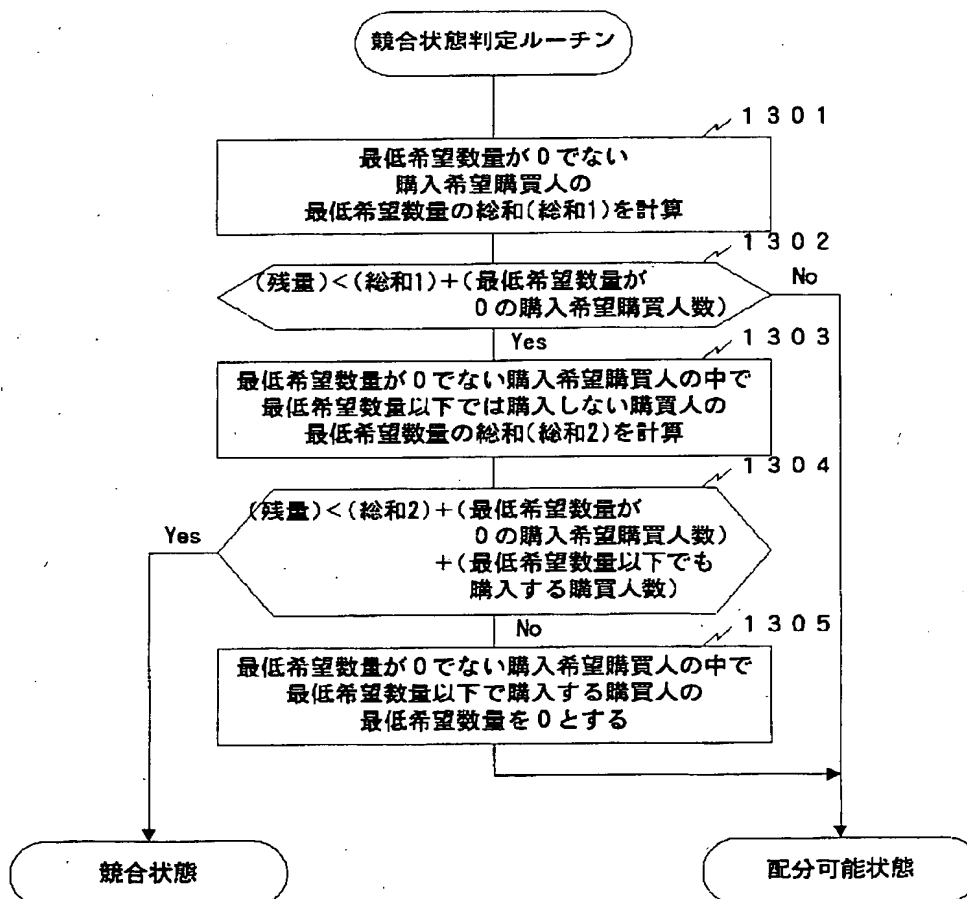 競合状態判定ルーチン
1301
最低希望数量が0でない
購入希望購買人の
最低希望数量の総和(総和1)を計算
1302
(残量)<(総和1)+(最低希望数量が
0の購入希望購買人数)
No
Yes
1303
最低希望数量が0でない購入希望購買人の中で
最低希望数量以下では購入しない購買人の
最低希望数量の総和(総和2)を計算
1304
(残量)<(総和2)+(最低希望数量が
0の購入希望購買人数)
+(最低希望数量以下でも
購入する購買人数)
Yes
No
1305
最低希望数量が0でない購入希望購買人の中で
最低希望数量以下で購入する購買人の
最低希望数量を0とする
競合状態
配分可能状態